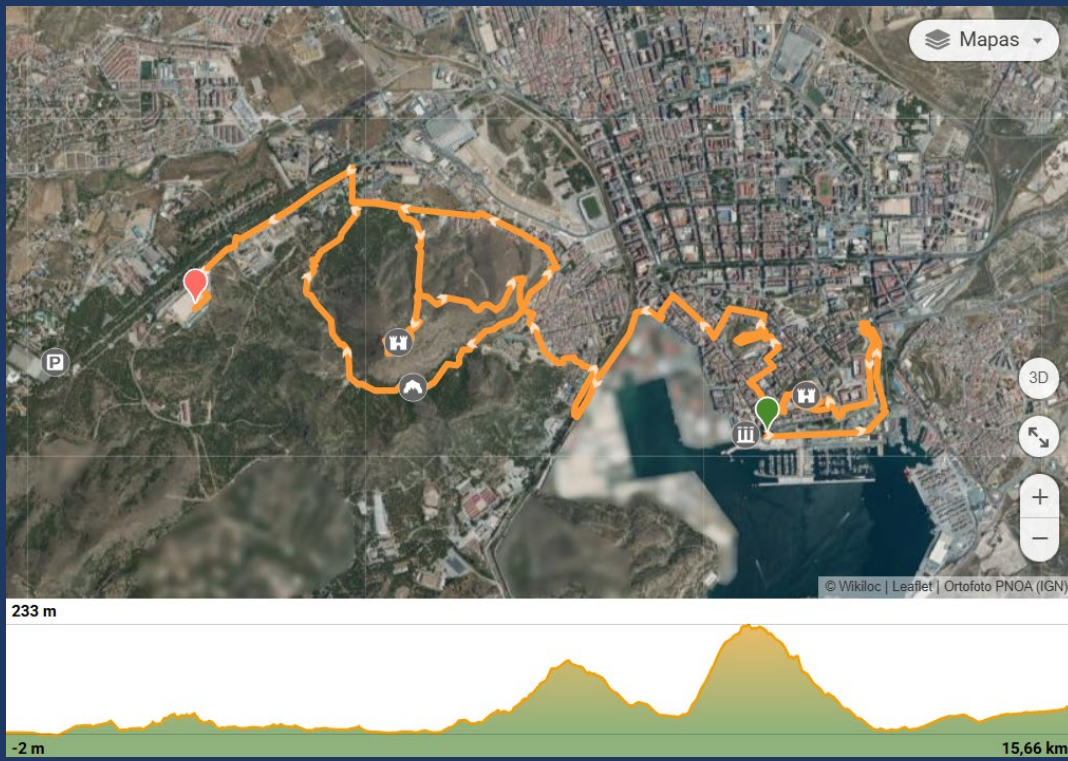 Mapas
P
3D
+
−
© Wikiloc | Leaflet | Ortofoto PNOA (IGN)
233 m
-2 m
15,66 km